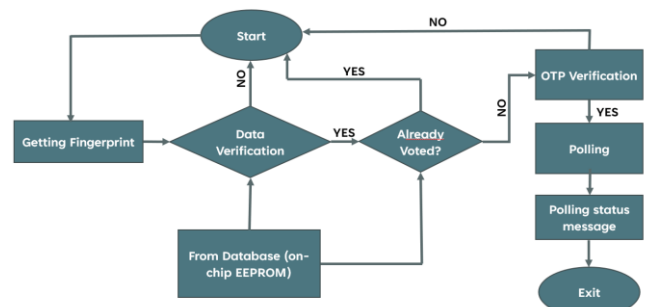 NO
Start
YES
NO
OTP Verification
NO
YES
Getting Fingerprint
Data
Verification
YES
Already
Voted?
Polling
Polling status
message
From Database (on-
chip EEPROM)
Exit